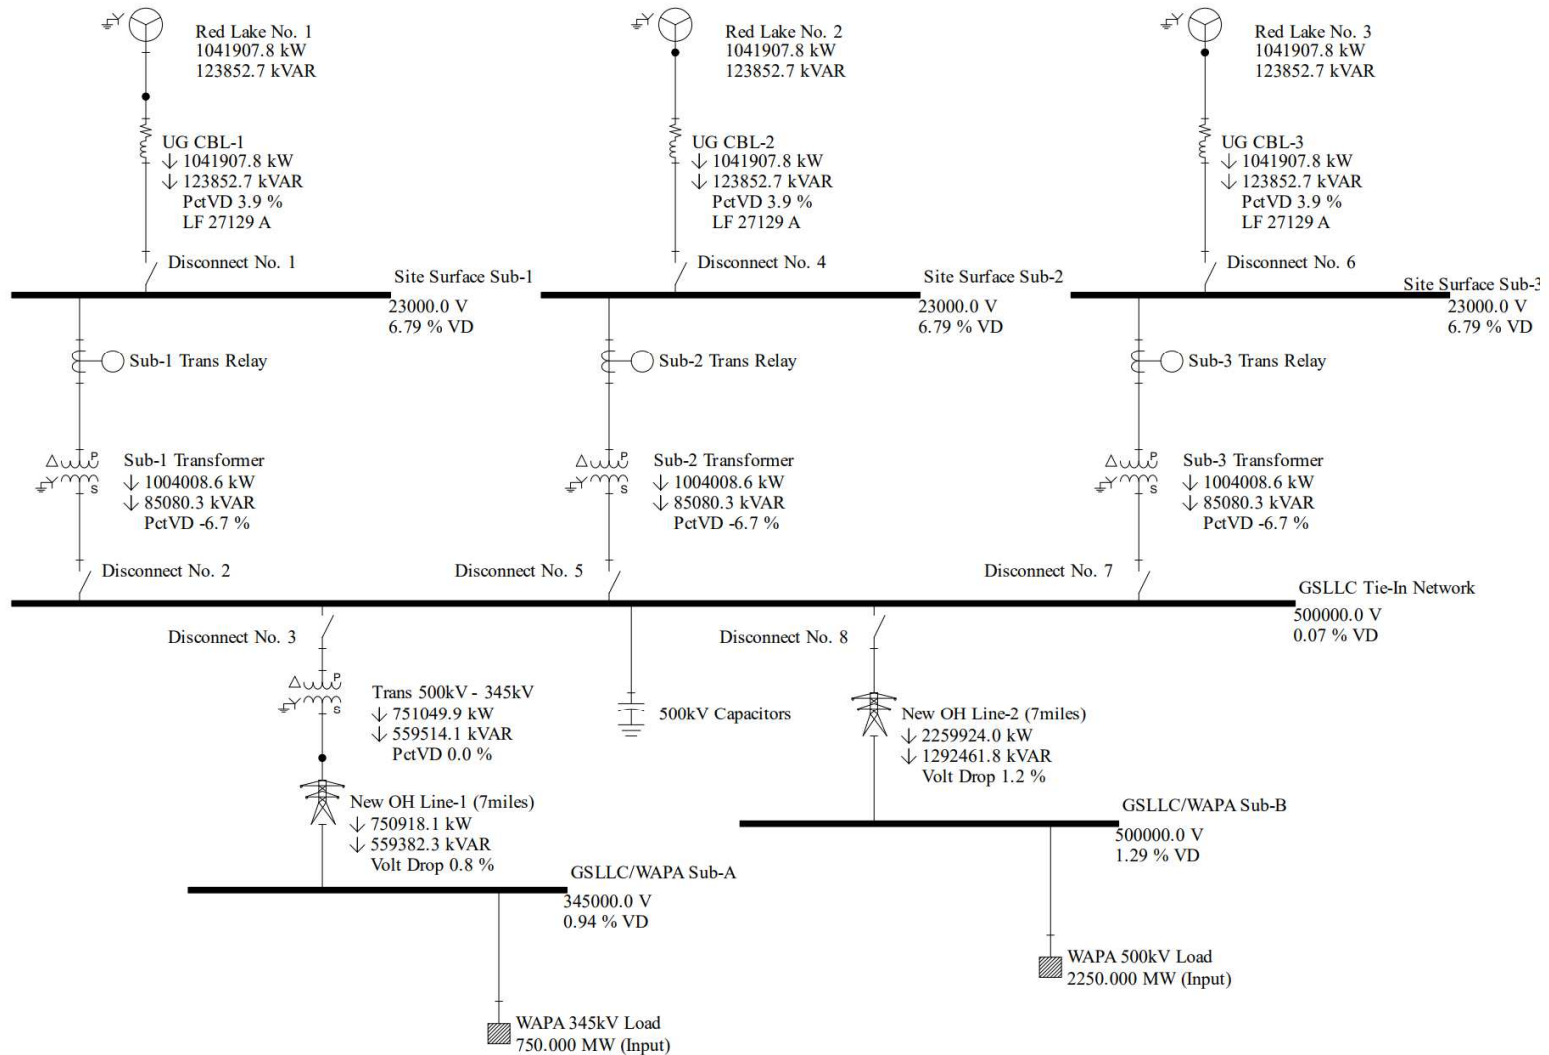 Red Lake No. 1
1041907.8 kW
123852.7 kVAR
Red Lake No. 2
1041907.8 kW
123852.7 kVAR
Red Lake No. 3
1041907.8 kW
123852.7 kVAR
UG CBL-1
↓ 1041907.8 kW
↓ 123852.7 kVAR
PctVD 3.9 %
LF 27129 A
UG CBL-2
↓ 1041907.8 kW
↓ 123852.7 kVAR
PctVD 3.9 %
LF 27129 A
UG CBL-3
↓ 1041907.8 kW
↓ 123852.7 kVAR
PctVD 3.9 %
LF 27129 A
Disconnect No. 1
Disconnect No. 4
Disconnect No. 6
Site Surface Sub-1
23000.0 V
6.79 % VD
Site Surface Sub-2
23000.0 V
6.79 % VD
Site Surface Sub-3
23000.0 V
6.79 % VD
Sub-1 Trans Relay
Sub-2 Trans Relay
Sub-3 Trans Relay
P
S
Sub-1 Transformer
↓ 1004008.6 kW
↓ 85080.3 kVAR
PctVD -6.7 %
P
S
Sub-2 Transformer
↓ 1004008.6 kW
↓ 85080.3 kVAR
PctVD -6.7 %
P
S
Sub-3 Transformer
↓ 1004008.6 kW
↓ 85080.3 kVAR
PctVD -6.7 %
Disconnect No. 2
Disconnect No. 5
Disconnect No. 7
GSLLC Tie-In Network
500000.0 V
0.07 % VD
Disconnect No. 3
Disconnect No. 8
P
S
Trans 500kV - 345kV
↓ 751049.9 kW
↓ 559514.1 kVAR
PctVD 0.0 %
500kV Capacitors
New OH Line-2 (7miles)
↓ 2259924.0 kW
↓ 1292461.8 kVAR
Volt Drop 1.2 %
New OH Line-1 (7miles)
↓ 750918.1 kW
↓ 559382.3 kVAR
Volt Drop 0.8 %
GSLLC/WAPA Sub-B
500000.0 V
1.29 % VD
GSLLC/WAPA Sub-A
345000.0 V
0.94 % VD
WAPA 500kV Load
2250.000 MW (Input)
WAPA 345kV Load
750.000 MW (Input)